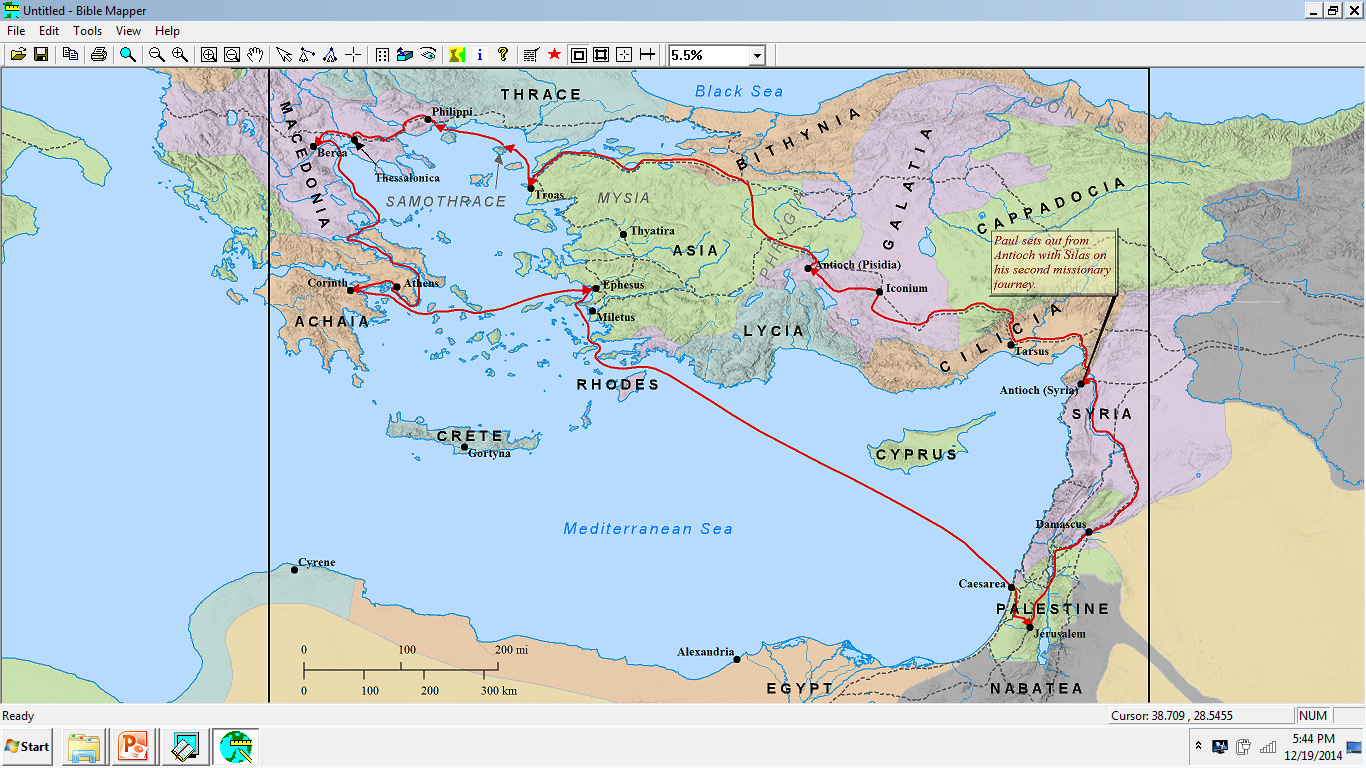 Untitled - Bible Mapper
File Edit Tools View Help
5.5%
THRACE
Black Sea
PONTUS
Philippi
MACEDONIA
BITHYNIA
GALATIA
Berea
Thessalonica
SAMOTHRACE
Troas
MYSIA
CAPPADOCIA
PHRYGIA
Thyatira
ASIA
Paul sets out from
Antioch with Silas on
his second missionary
journey.
Antioch (Pisidia)
Corinth
Athens
Ephesus
Iconium
ACHAIA
Miletus
LYCIA
CILICIA
Tarsus
RHODES
Antioch (Syria)
SYRIA
CRETE
Gortyna
CYPRUS
Mediterranean Sea
Damascus
Cyrene
Caesarea
PALESTINE
Jerusalem
0 100 200 mi
0 100 200 300 km
Alexandria
EGYPT
NABATEA
Ready
Cursor: 38.709 , 28.5455
NUM
Start
5:44 PM
12/19/2014